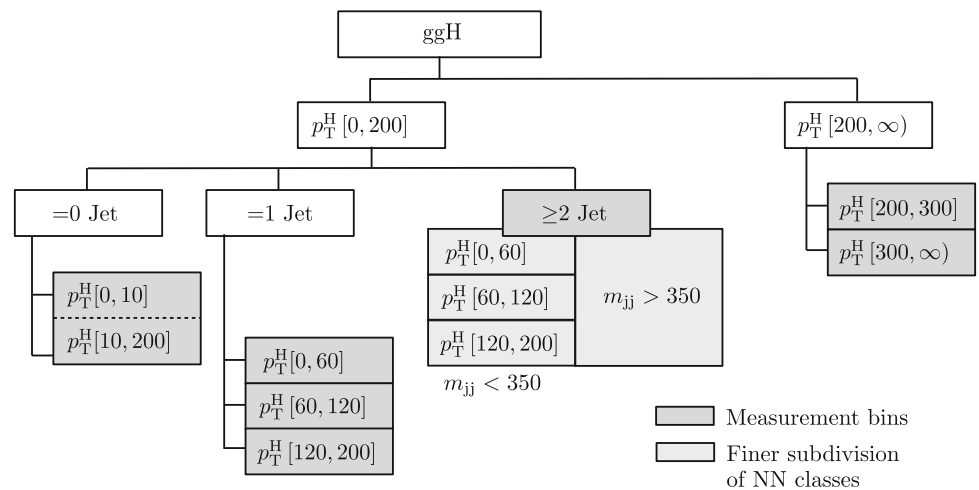 ggH
p_T^H [0, 200]
p_T^H [200, ∞)
=0 Jet
=1 Jet
≥2 Jet
p_T^H [0, 10]
p_T^H [10, 200]
p_T^H [0, 60]
p_T^H [60, 120]
p_T^H [120, 200]
p_T^H [0, 60]
p_T^H [60, 120]
p_T^H [120, 200]
m_jj < 350
m_jj > 350
p_T^H [200, 300]
p_T^H [300, ∞)
Measurement bins
Finer subdivision
of NN classes